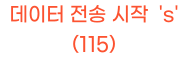 데이터 전송 시작 's'
(115)